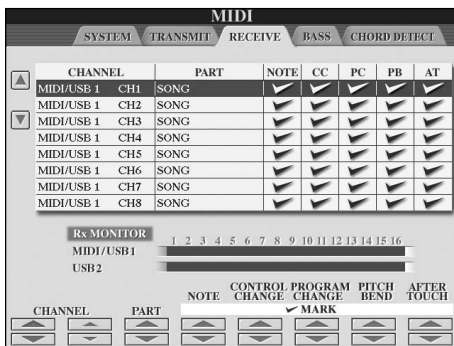 MIDI
SYSTEM TRANSMIT RECEIVE BASS CHORD DETECT
CHANNEL PART NOTE CC PC PB AT
MIDI/USB 1 CH1 SONG
MIDI/USB 1 CH2 SONG
MIDI/USB 1 CH3 SONG
MIDI/USB 1 CH4 SONG
MIDI/USB 1 CH5 SONG
MIDI/USB 1 CH6 SONG
MIDI/USB 1 CH7 SONG
MIDI/USB 1 CH8 SONG
Rx MONITOR 1 2 3 4 5 6 7 8 9 10 11 12 13 14 15 16
MIDI/USB1
USB2
CHANNEL PART NOTE CONTROL CHANGE PROGRAM CHANGE PITCH BEND AFTER TOUCH
MARK